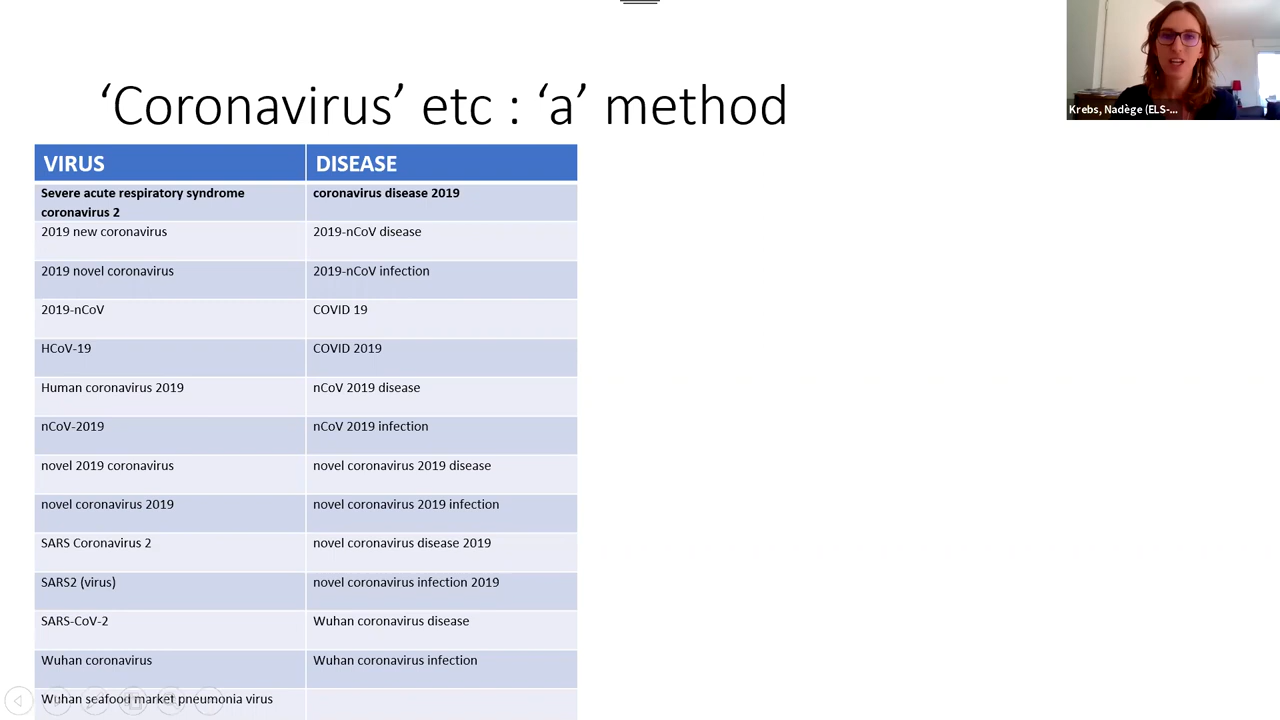 ‘Coronavirus’ etc : ‘a’ method
Krebs, Nadège (ELS-...
VIRUS DISEASE
Severe acute respiratory syndrome coronavirus 2 coronavirus disease 2019
2019 new coronavirus 2019-nCoV disease
2019 novel coronavirus 2019-nCoV infection
2019-nCoV COVID 19
HCoV-19 COVID 2019
Human coronavirus 2019 nCoV 2019 disease
nCoV-2019 nCoV 2019 infection
novel 2019 coronavirus novel coronavirus 2019 disease
novel coronavirus 2019 novel coronavirus 2019 infection
SARS Coronavirus 2 novel coronavirus disease 2019
SARS2 (virus) novel coronavirus infection 2019
SARS-CoV-2 Wuhan coronavirus disease
Wuhan coronavirus Wuhan coronavirus infection
Wuhan seafood market pneumonia virus